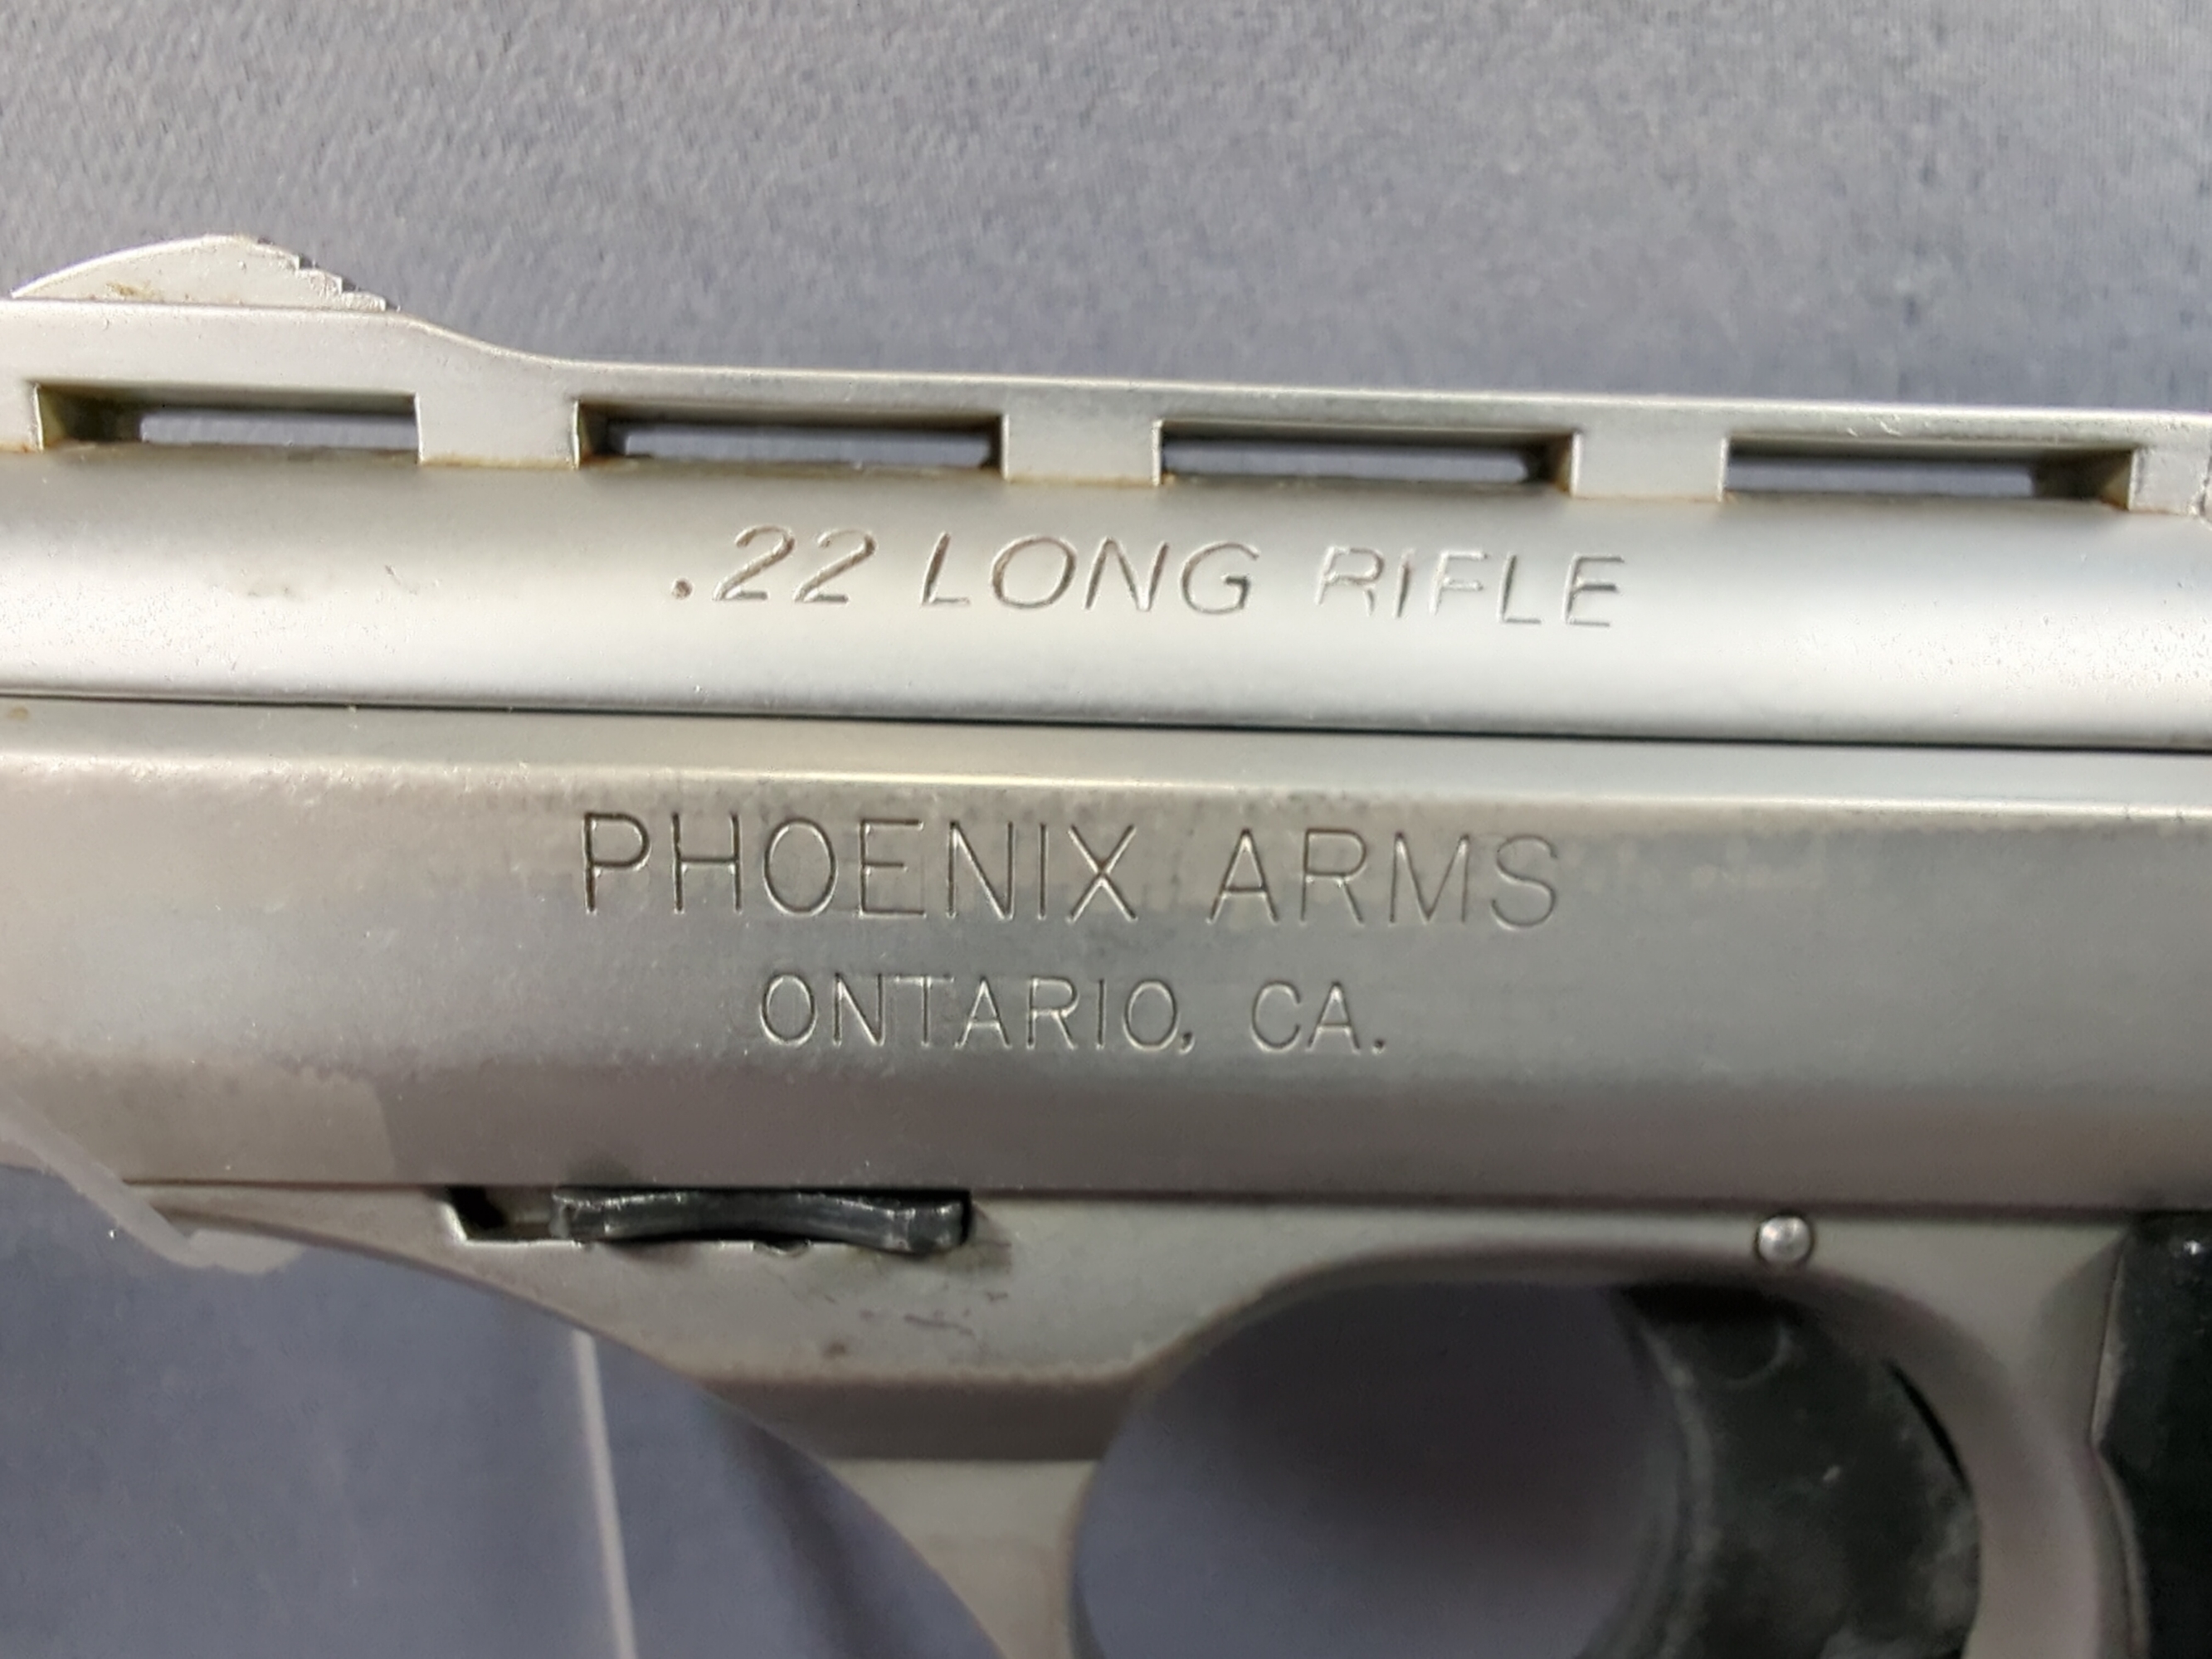 .22 LONG RIFLE
PHOENIX ARMS
ONTARIO, CA.